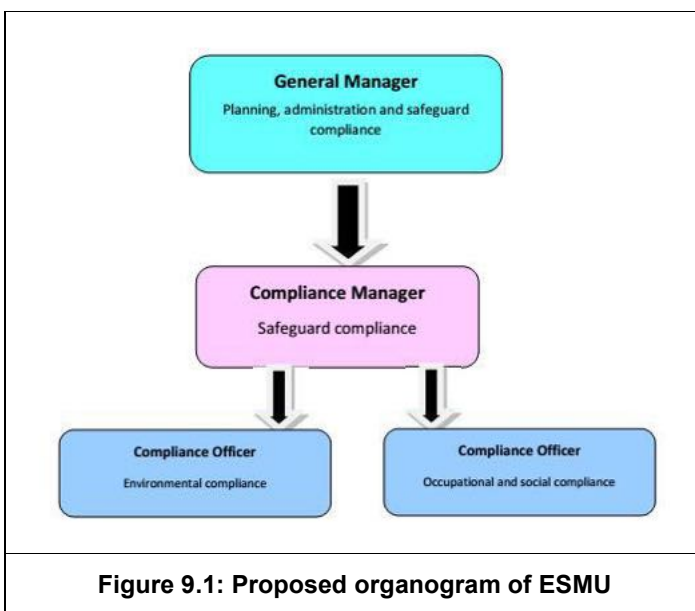 General Manager
Planning, administration and safeguard
compliance
Compliance Manager
Safeguard compliance
Compliance Officer
Environmental compliance
Compliance Officer
Occupational and social compliance
Figure 9.1: Proposed organogram of ESMU